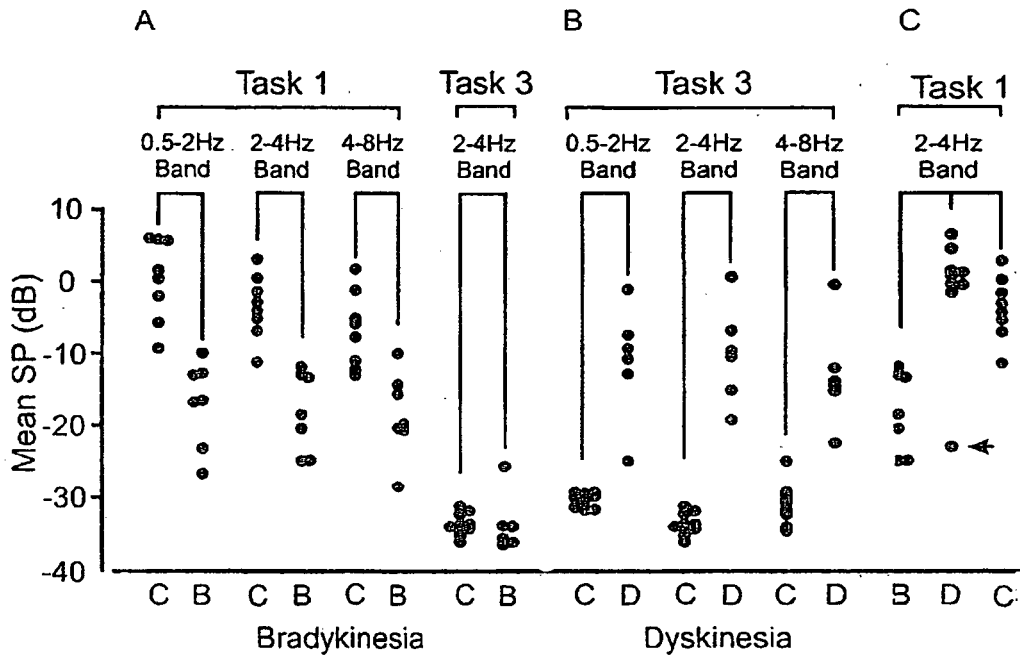 A B C
Task 1 Task 3 Task 3 Task 1
0.5-2Hz 2-4Hz 4-8Hz 2-4Hz 0.5-2Hz 2-4Hz 4-8Hz 2-4Hz
Band Band Band Band Band Band Band Band
10
0
-10
-20
-30
-40
Mean SP (dB)
C B C B C B C B C D C D C D B D C
Bradykinesia Dyskinesia